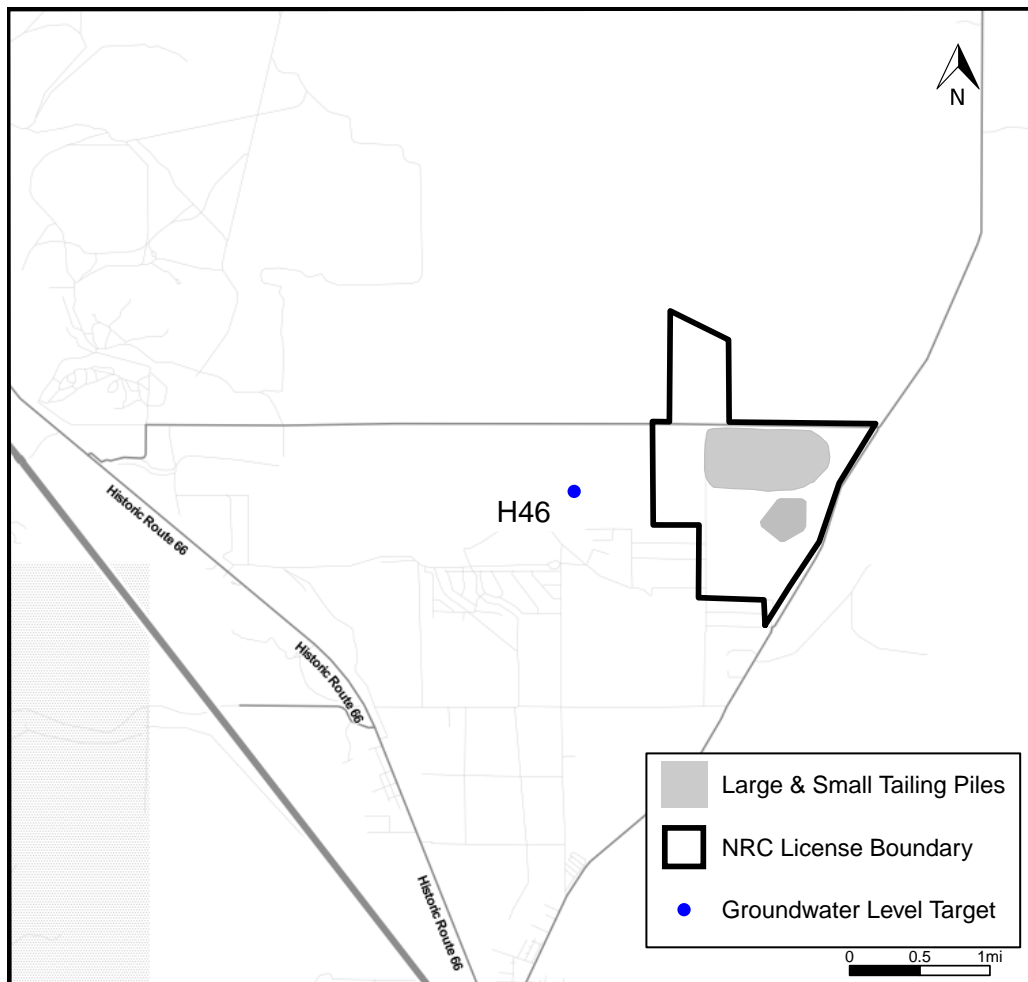 N
H46
Historic Route 66
Historic Route 66
Historic Route 66
Large & Small Tailing Piles
NRC License Boundary
Groundwater Level Target
0 0.5 1mi